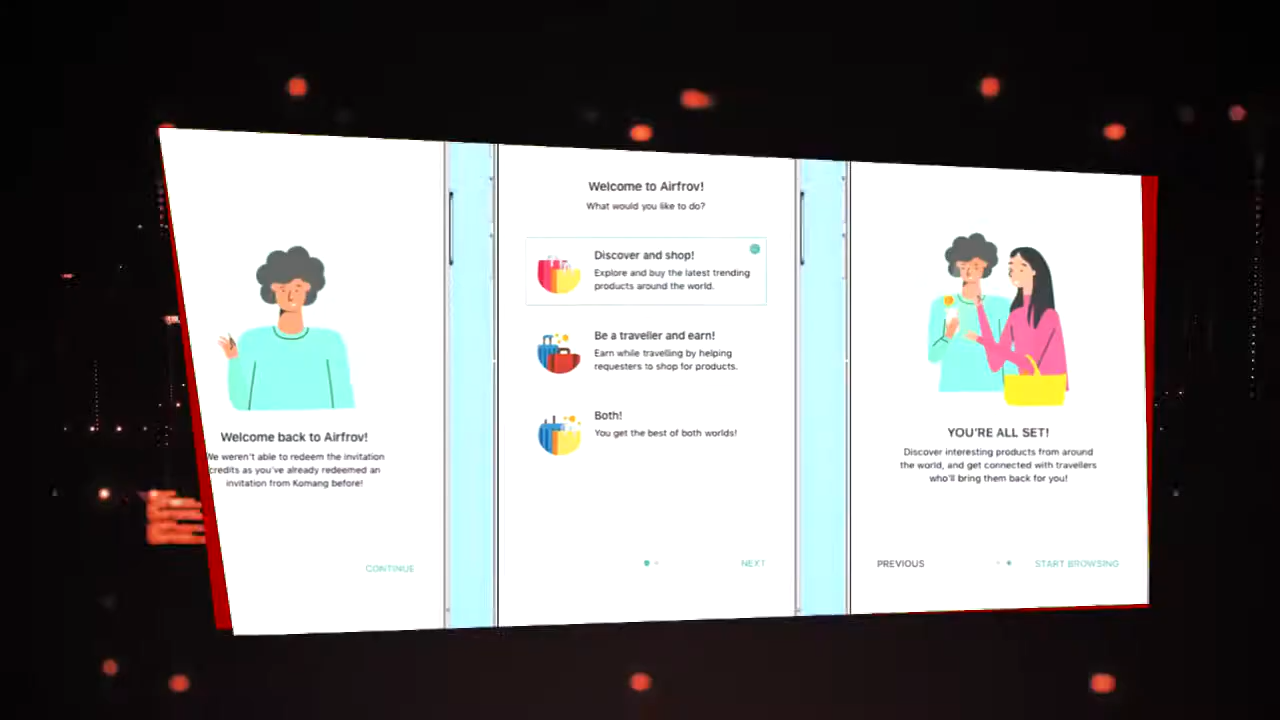 Welcome back to Airfrov!
We weren't able to redeem the invitation
credits as you've already redeemed an
invitation from Komang before!
CONTINUE
Welcome to Airfrov!
What would you like to do?
Discover and shop!
Explore and buy the latest trending
products around the world.
Be a traveller and earn!
Earn while travelling by helping
requesters to shop for products.
Both!
You get the best of both worlds!
NEXT
YOU'RE ALL SET!
Discover interesting products from around
the world, and get connected with travellers
who'll bring them back for you!
PREVIOUS
START BROWSING